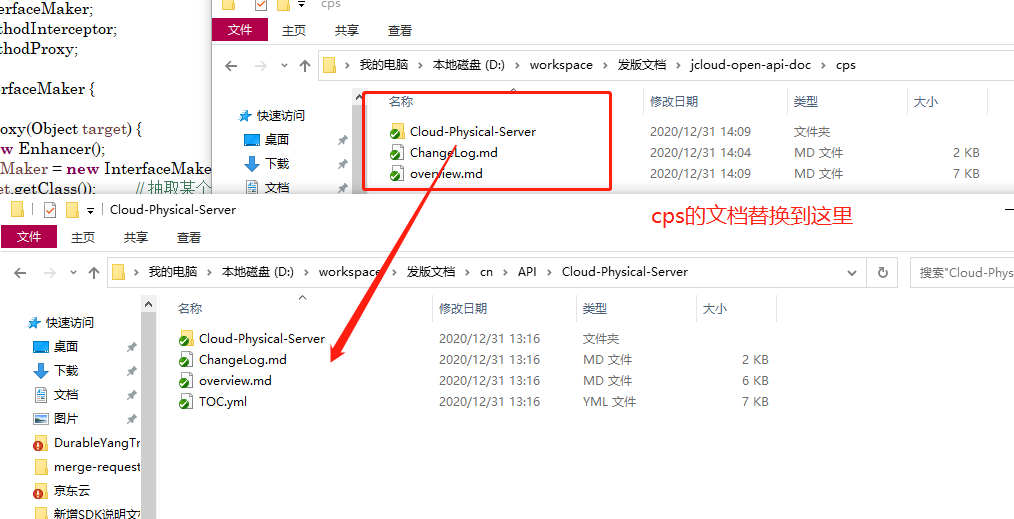 erfaceMaker;
thodInterceptor;
thodProxy;
rfaceMaker {
oxy(Object target) {
w Enhancer();
Maker = new InterfaceMake
et.getClass()); // 抽取某个
cps
文件 主页 共享 查看
我的电脑 › 本地磁盘 (D:) › workspace › 发版文档 › jcloud-open-api-doc › cps
快速访问
桌面
下载
文档
名称 修改日期 类型 大小
Cloud-Physical-Server 2020/12/31 14:09 文件夹
ChangeLog.md 2020/12/31 14:04 MD 文件 2 KB
overview.md 2020/12/31 14:09 MD 文件 7 KB
cps的文档替换到这里
Cloud-Physical-Server
文件 主页 共享 查看
我的电脑 › 本地磁盘 (D:) › workspace › 发版文档 › cn › API › Cloud-Physical-Server
搜索"Cloud-Phys
快速访问
桌面
下载
文档
图片
DurableYangTr
merge-request
京东云
新增SDK说明文档
名称 修改日期 类型 大小
Cloud-Physical-Server 2020/12/31 13:16 文件夹
ChangeLog.md 2020/12/31 13:16 MD 文件 2 KB
overview.md 2020/12/31 13:16 MD 文件 6 KB
TOC.yml 2020/12/31 13:16 YML 文件 7 KB